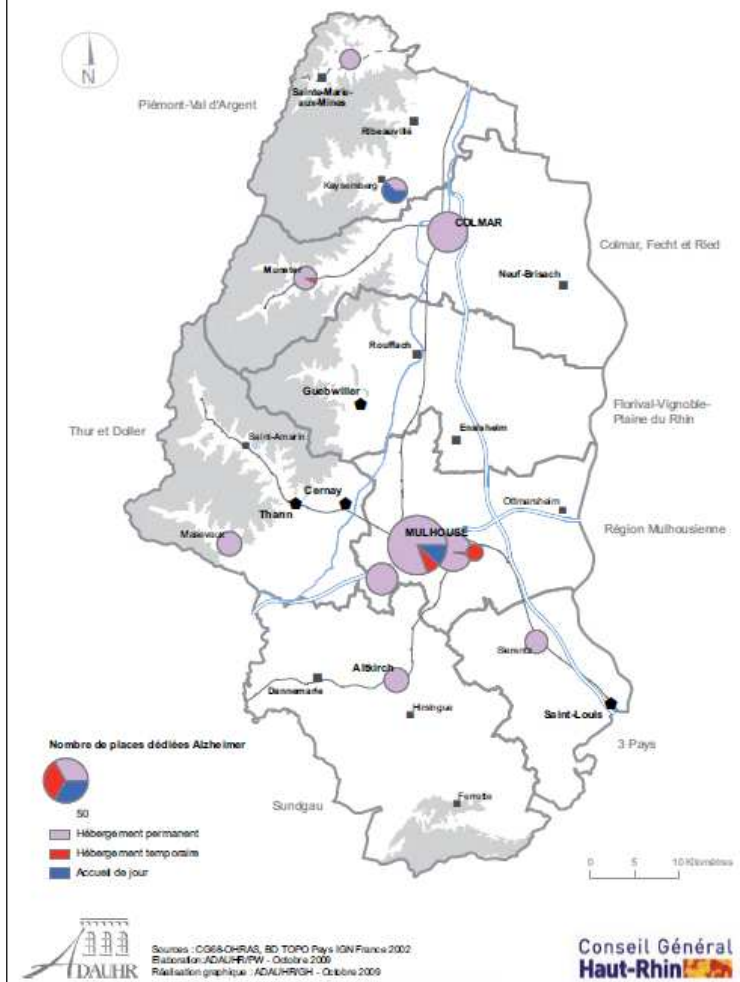 N
Sainte-Marie-
aux-Mines
Piémont-Val d'Argent
Ribeauvillé
Kaysersberg
COLMAR
Colmar, Fecht et Ried
Munster
Neuf-Brisach
Rouffach
Guebwiller
Florival-Vignoble-
Plaine du Rhin
Thur et Doller
Saint-Amarin
Ensisheim
Cernay
Thann
Ottmarsheim
MULHOUSE
Région Mulhousienne
Masevaux
Sierentz
Altkirch
Dannemarie
Hirsingue
Saint-Louis
3 Pays
Nombre de places dédiées Alzheimer
50
Sundgau
Ferrette
Hébergement permanent
Hébergement temporaire
Accueil de jour
0 5 10 Kilomètres
ADAUHR
Sources : CG68-OHRAS, BD TOPO Pays IGN France 2002
Elaboration:ADAUHR/PW - Octobre 2009
Réalisation graphique : ADAUHR/GH - Octobre 2009
Conseil Général
Haut-Rhin